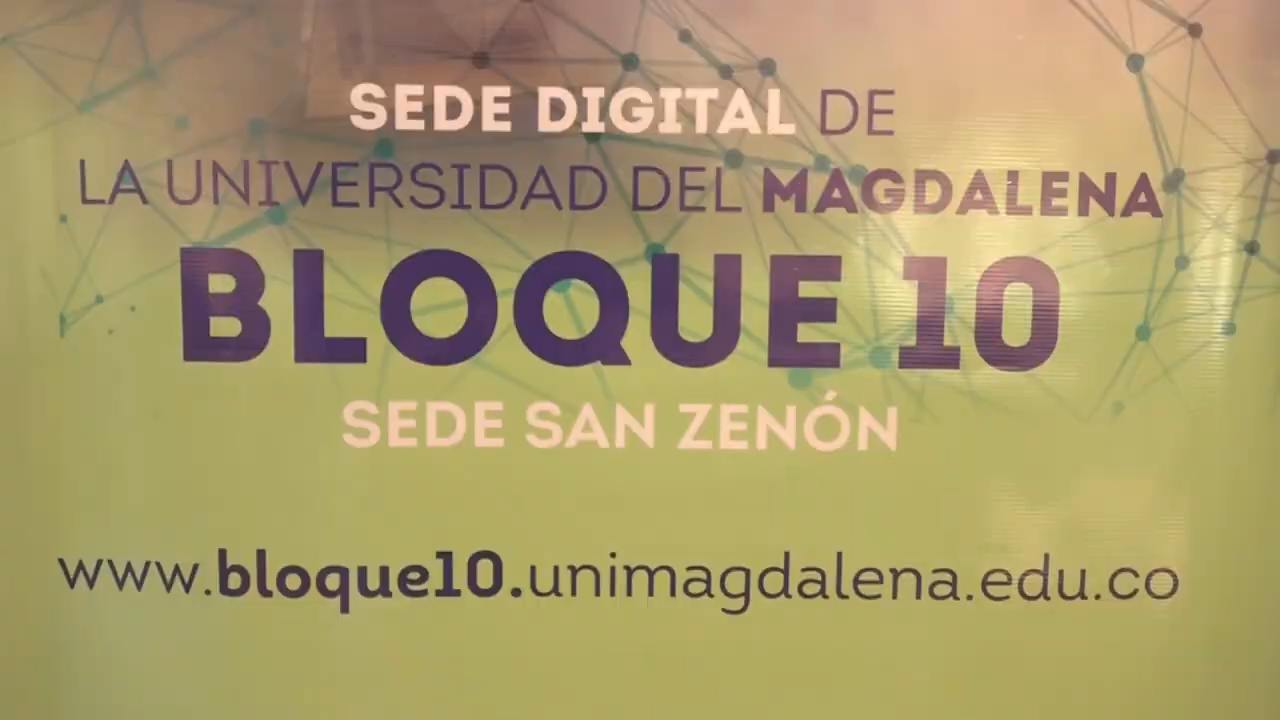 SEDE DIGITAL DE
LA UNIVERSIDAD DEL MAGDALENA
BLOQUE 10
SEDE SAN ZENÓN
www.bloque10.unimagdalena.edu.co